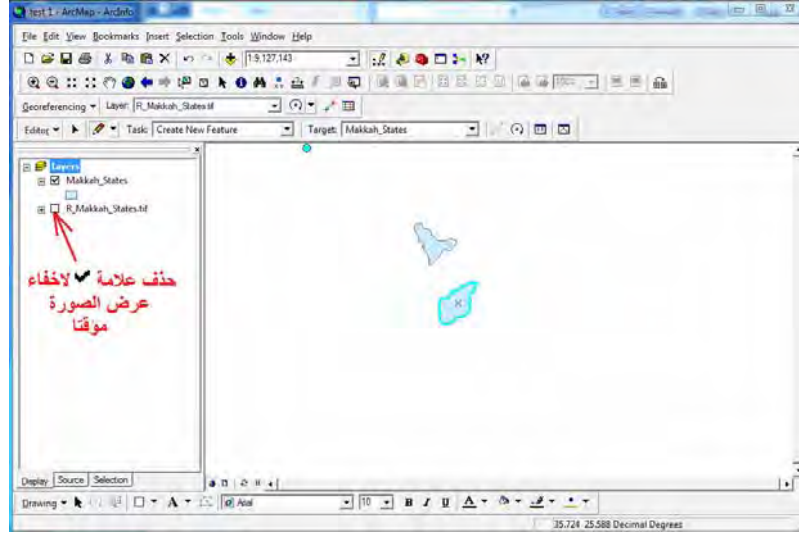 test 1 - ArcMap - ArcInfo
File Edit View Bookmarks Insert Selection Tools Window Help
1:9,127,143
Georeferencing Layer: R_Makkah_States.tif
Editor Task: Create New Feature Target: Makkah_States
Layers
Makkah_States
R_Makkah_States.tif
حذف علامة ✔ لاخفاء
عرض الصورة
موقتا
Display Source Selection
Drawing A Arial 10 B I U A
35.724 25.588 Decimal Degrees